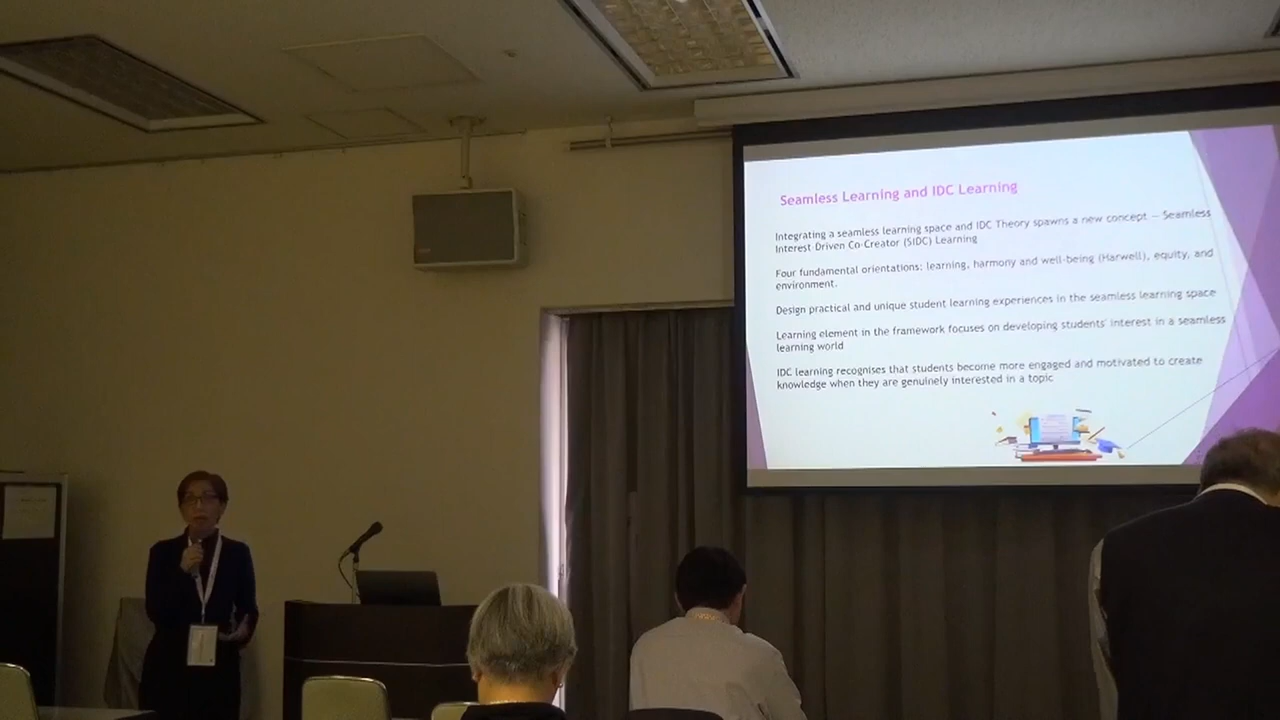 Seamless Learning and IDC Learning
Integrating a seamless learning space and IDC Theory spawns a new concept – Seamless
Interest-Driven Co-Creator (SIDC) Learning
Four fundamental orientations: learning, harmony and well-being (Harwell), equity, and
environment.
Design practical and unique student learning experiences in the seamless learning space
Learning element in the framework focuses on developing students' interest in a seamless
learning world
IDC learning recognises that students become more engaged and motivated to create
knowledge when they are genuinely interested in a topic